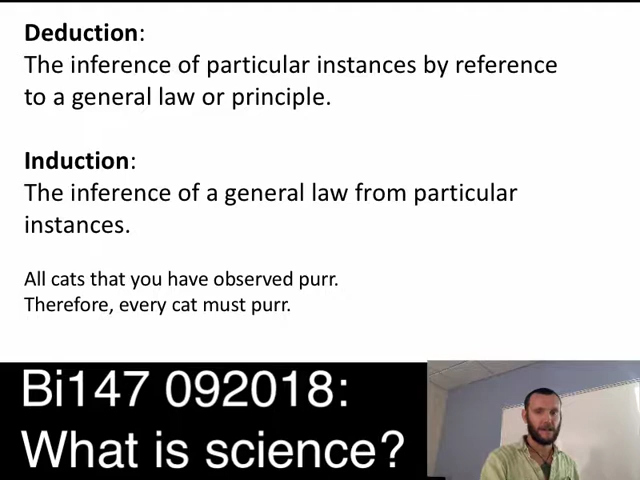 Deduction:
The inference of particular instances by reference
to a general law or principle.
Induction:
The inference of a general law from particular
instances.
All cats that you have observed purr.
Therefore, every cat must purr.
Bi147 092018:
What is science?